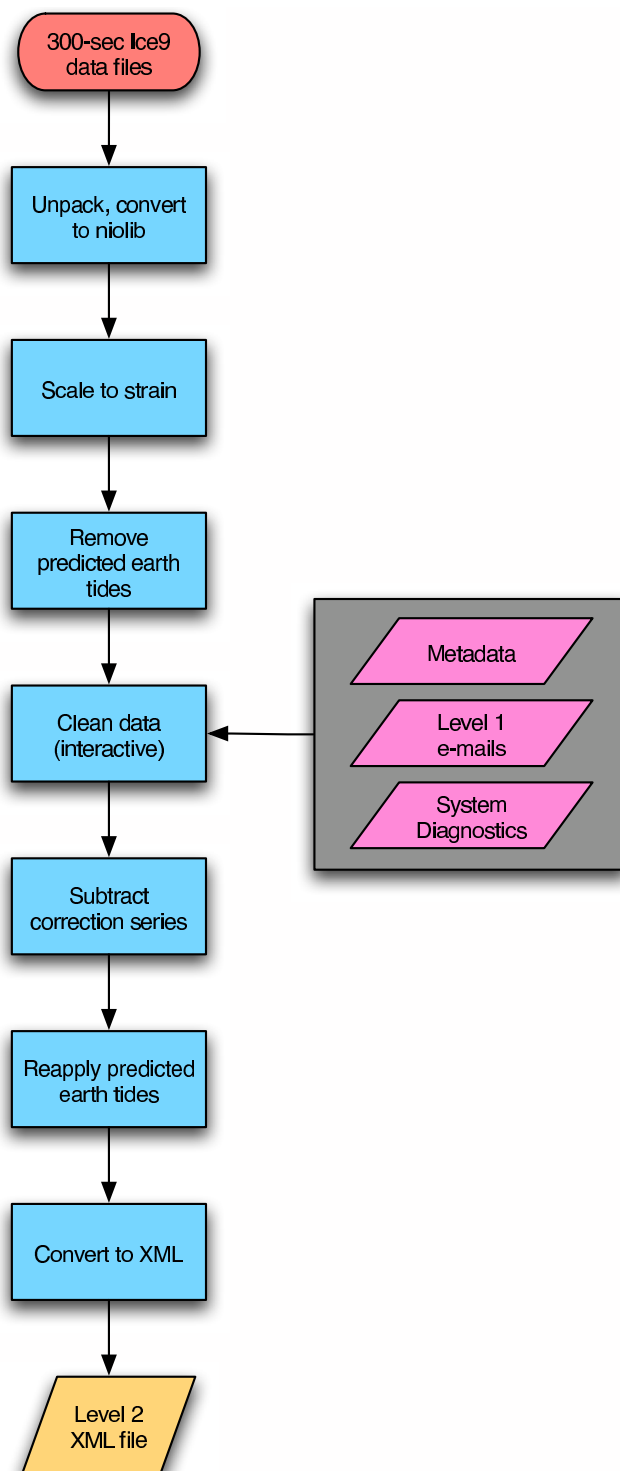 300-sec Ice9
data files
Unpack, convert
to niolib
Scale to strain
Remove
predicted earth
tides
Clean data
(interactive)
Metadata
Level 1
e-mails
System
Diagnostics
Subtract
correction series
Reapply predicted
earth tides
Convert to XML
Level 2
XML file